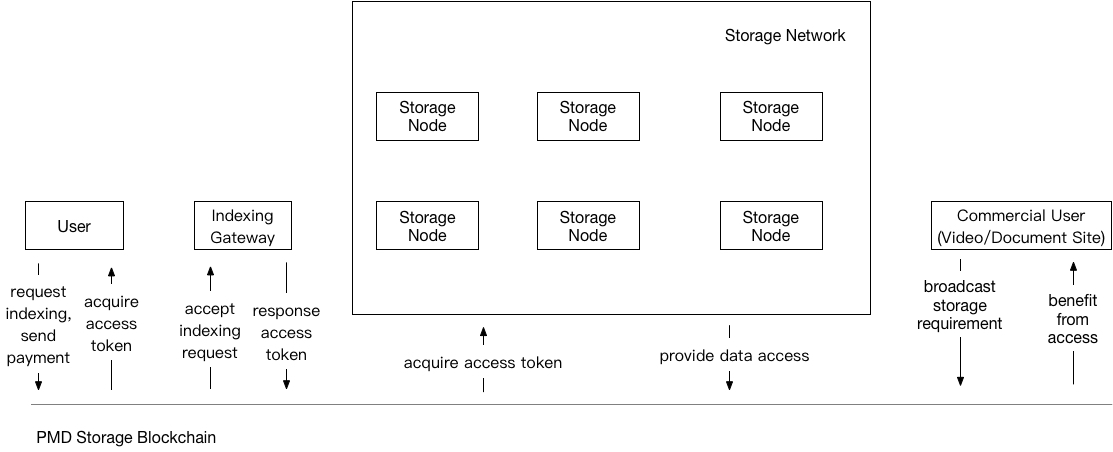 Storage Network
Storage
Node
Storage
Node
Storage
Node
Storage
Node
Storage
Node
Storage
Node
User
Indexing
Gateway
Commercial User
(Video/Document Site)
request
indexing,
send
payment
acquire
access
token
accept
indexing
request
response
access
token
acquire access token
provide data access
broadcast
storage
requirement
benefit
from
access
PMD Storage Blockchain